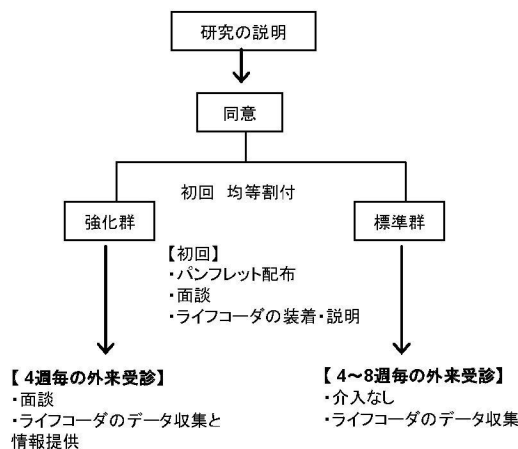 研究の説明
同意
初回 均等割付
強化群
標準群
【初回】
・パンフレット配布
・面談
・ライフコーダの装着・説明
【 4週毎の外来受診】
・面談
・ライフコーダのデータ収集と
情報提供
【 4～8週毎の外来受診】
・介入なし
・ライフコーダのデータ収集